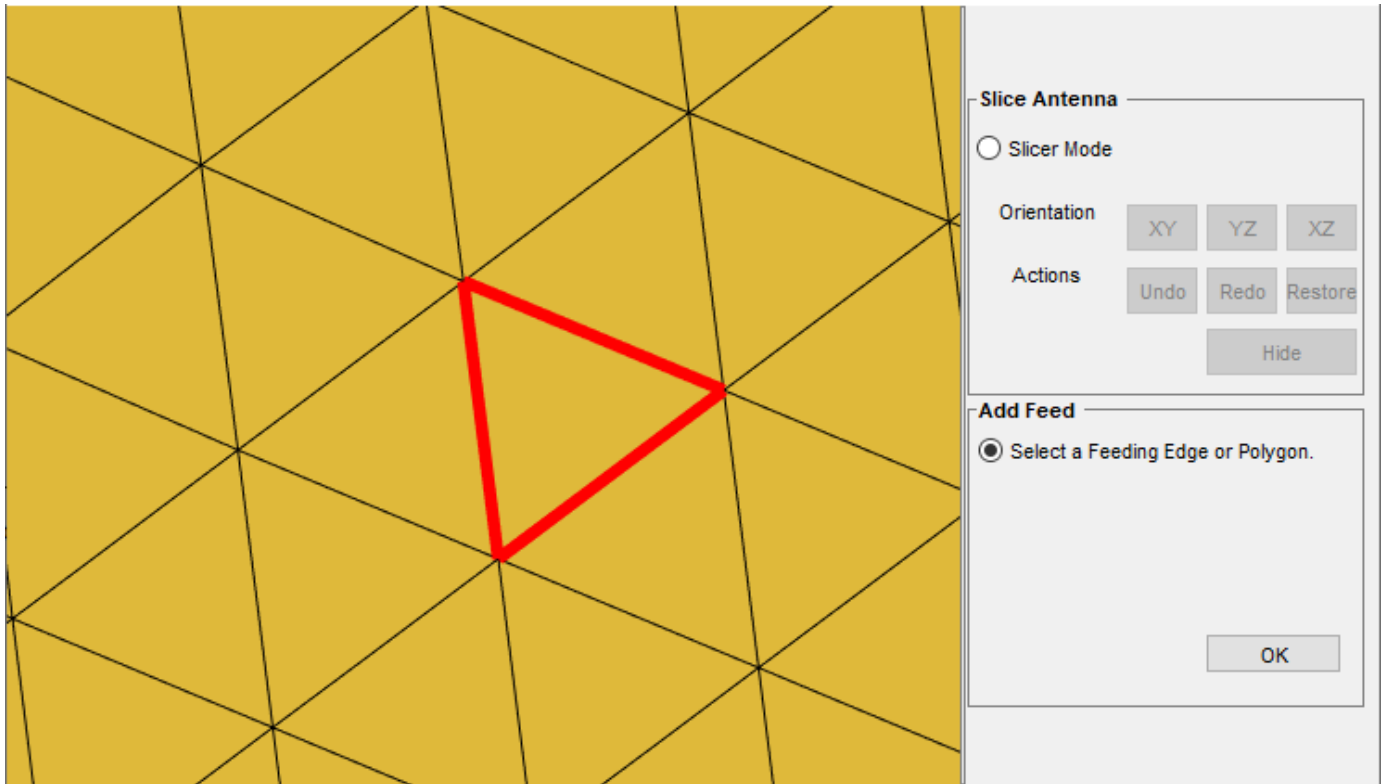 Slice Antenna
Slicer Mode
Orientation XY YZ XZ
Actions Undo Redo Restore
Hide
Add Feed
Select a Feeding Edge or Polygon.
OK